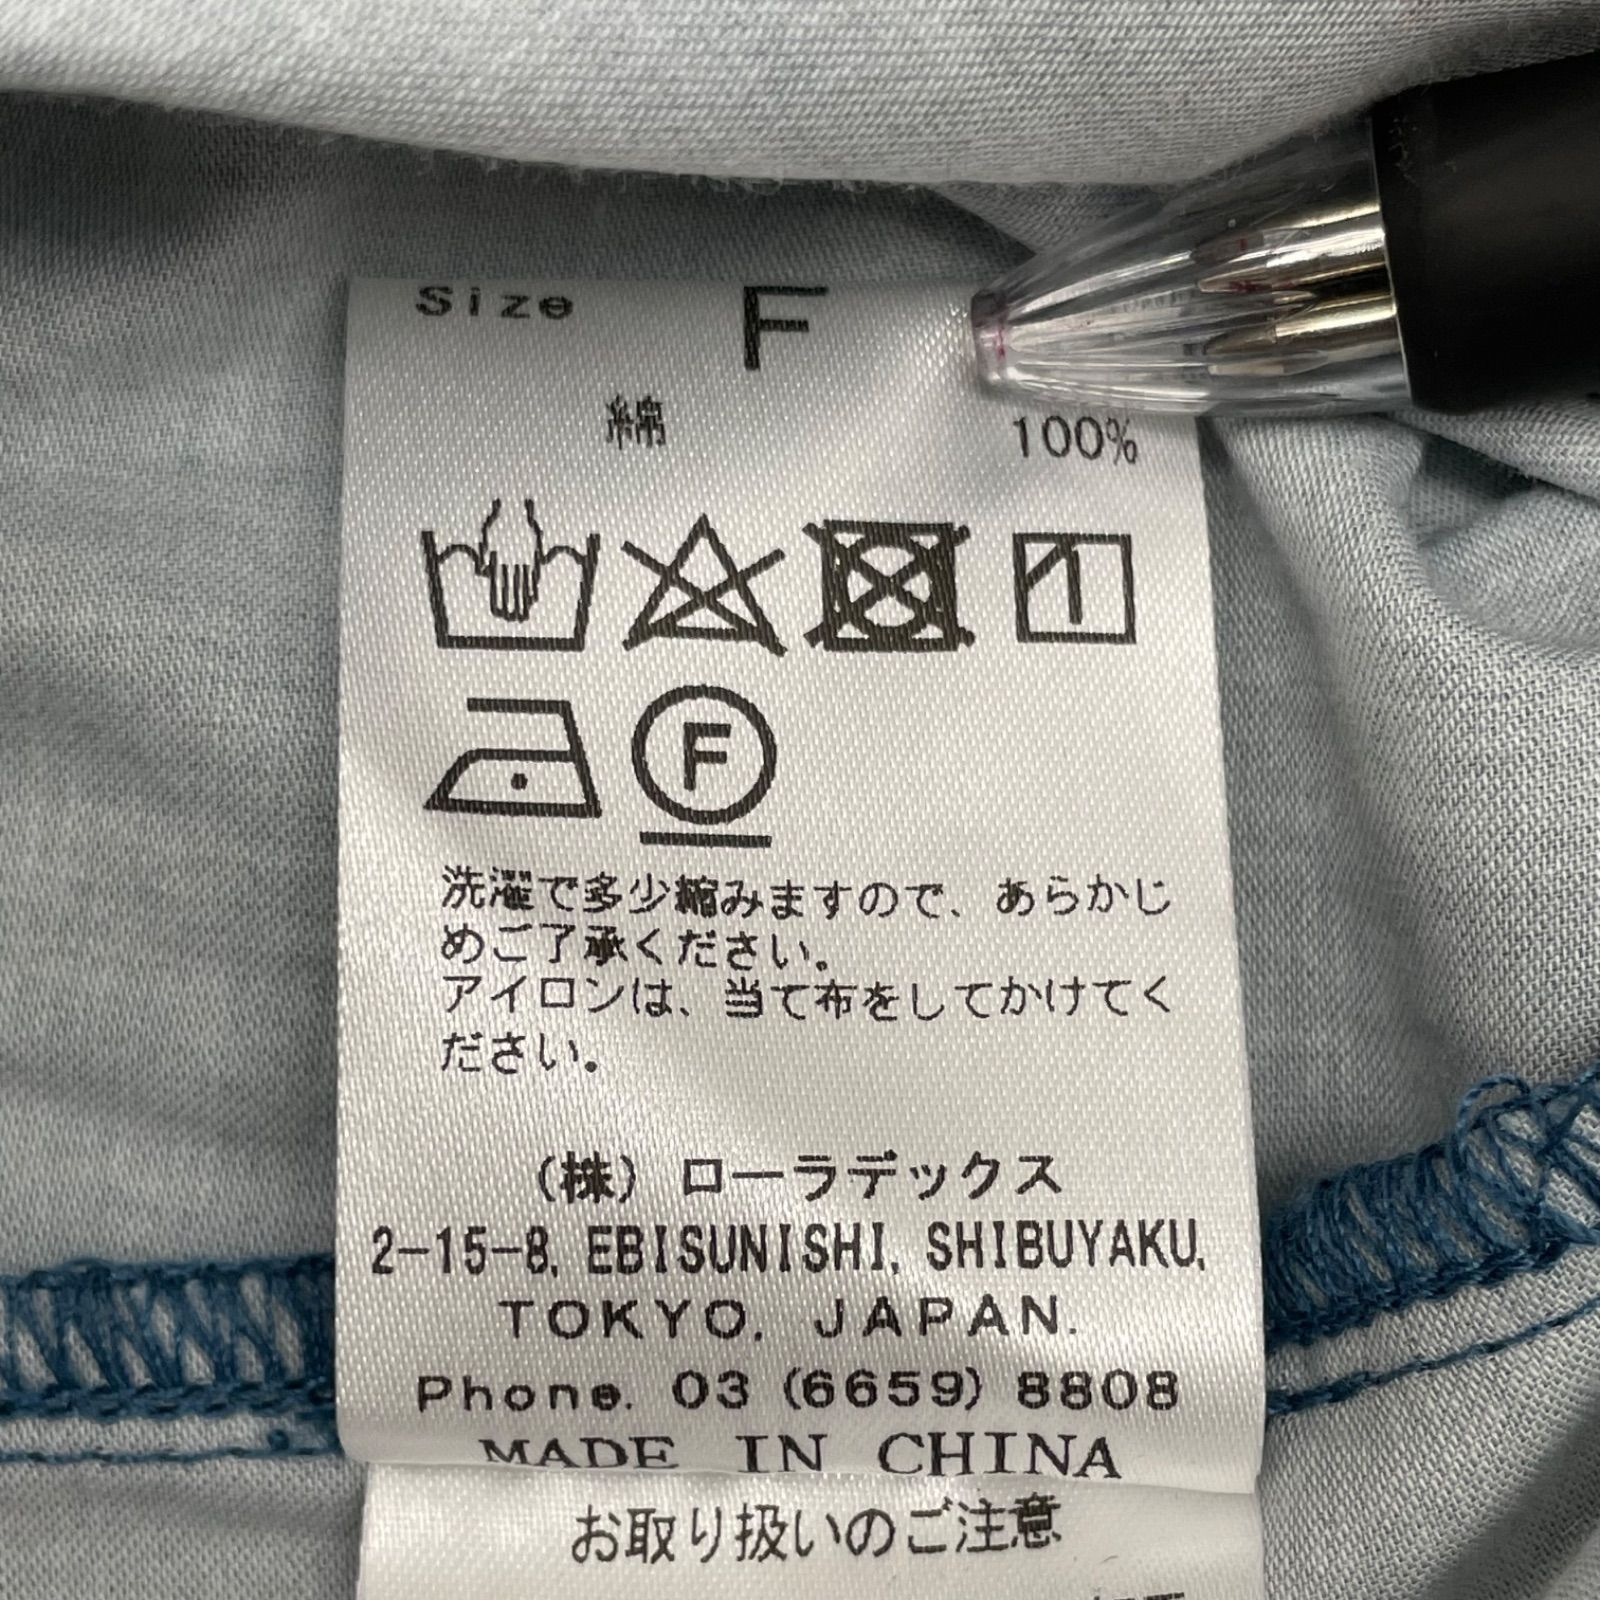 Size F
綿 100%
F
洗濯で多少縮みますので、あらかじ
めご了承ください。
アイロンは、当て布をしてかけてく
ださい。
(株) ローラデックス
2-15-8, EBISUNISHI, SHIBUYAKU,
TOKYO, JAPAN.
Phone. 03 (6659) 8808
MADE IN CHINA
お取り扱いのご注意